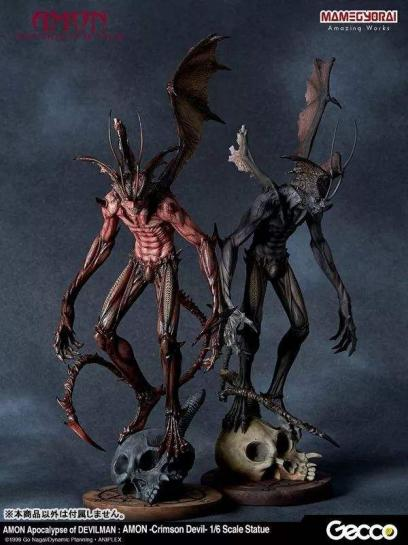 AMON
MAMEGYORAI
Amazing Works
※本商品以外は付属しません。
AMON Apocalypse of DEVILMAN : AMON -Crimson Devil- 1/6 Scale Statue
©1999 Go Nagai/Dynamic Planning・ANIPLEX
Gecco